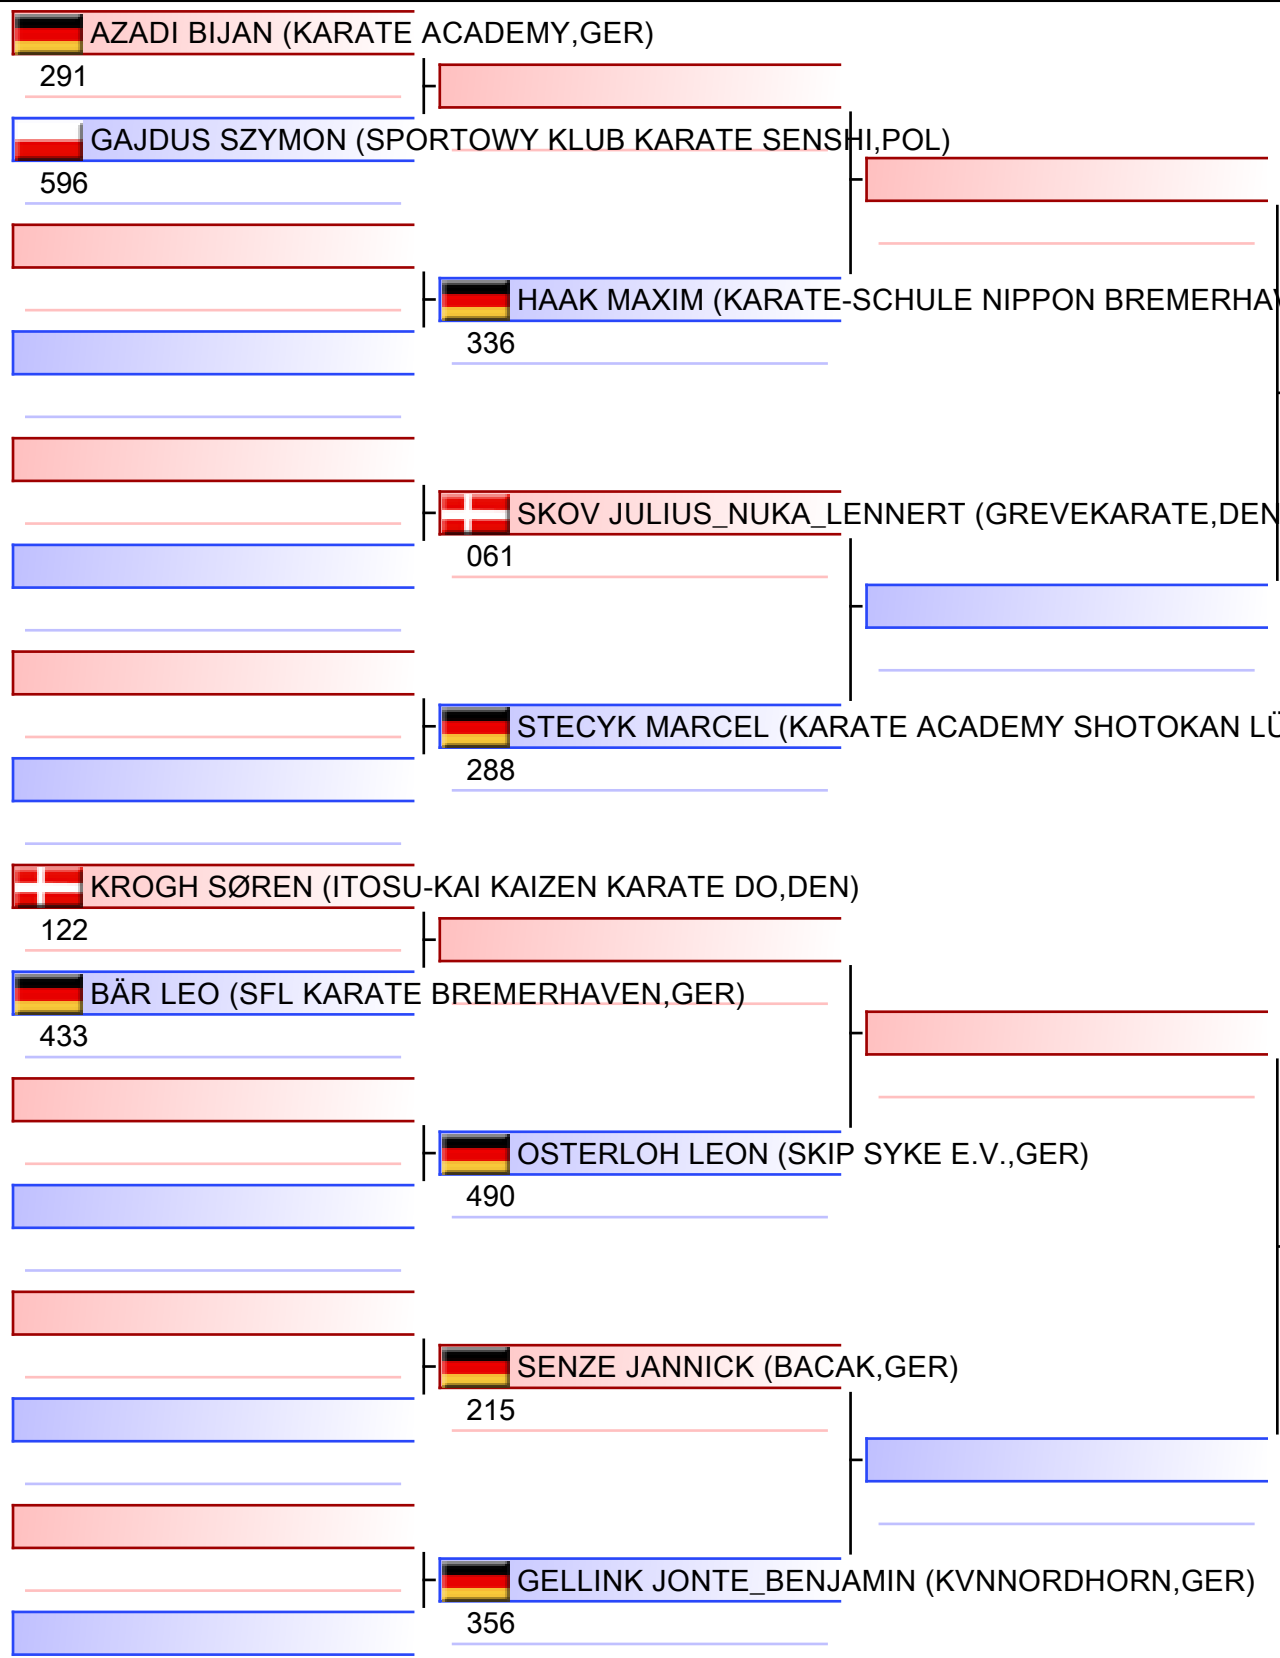 AZADI BIJAN (KARATE ACADEMY,GER)
291
GAJDUS SZYMON (SPORTOWY KLUB KARATE SENSHI,POL)
596
HAAK MAXIM (KARATE-SCHULE NIPPON BREMERHAV
336
SKOV JULIUS_NUKA_LENNERT (GREVEKARATE,DEN
061
STECYK MARCEL (KARATE ACADEMY SHOTOKAN LÜ
288
KROGH SØREN (ITOSU-KAI KAIZEN KARATE DO,DEN)
122
BÄR LEO (SFL KARATE BREMERHAVEN,GER)
433
OSTERLOH LEON (SKIP SYKE E.V.,GER)
490
SENZE JANNICK (BACAK,GER)
215
GELLINK JONTE_BENJAMIN (KVNNORDHORN,GER)
356